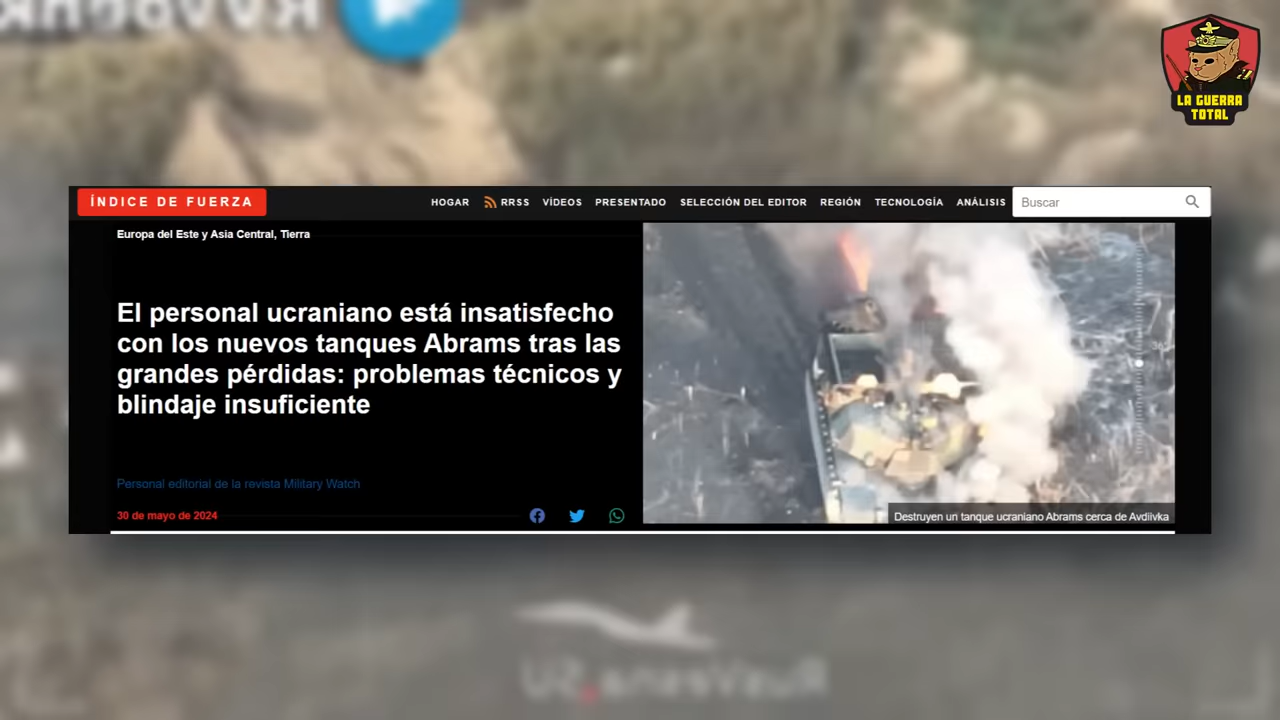 LA GUERRA
TOTAL
ÍNDICE DE FUERZA
HOGAR RRSS VÍDEOS PRESENTADO SELECCIÓN DEL EDITOR REGIÓN TECNOLOGÍA ANÁLISIS
Buscar
Europa del Este y Asia Central, Tierra
El personal ucraniano está insatisfecho
con los nuevos tanques Abrams tras las
grandes pérdidas: problemas técnicos y
blindaje insuficiente
Personal editorial de la revista Military Watch
30 de mayo de 2024
Destruyen un tanque ucraniano Abrams cerca de Avdiivka